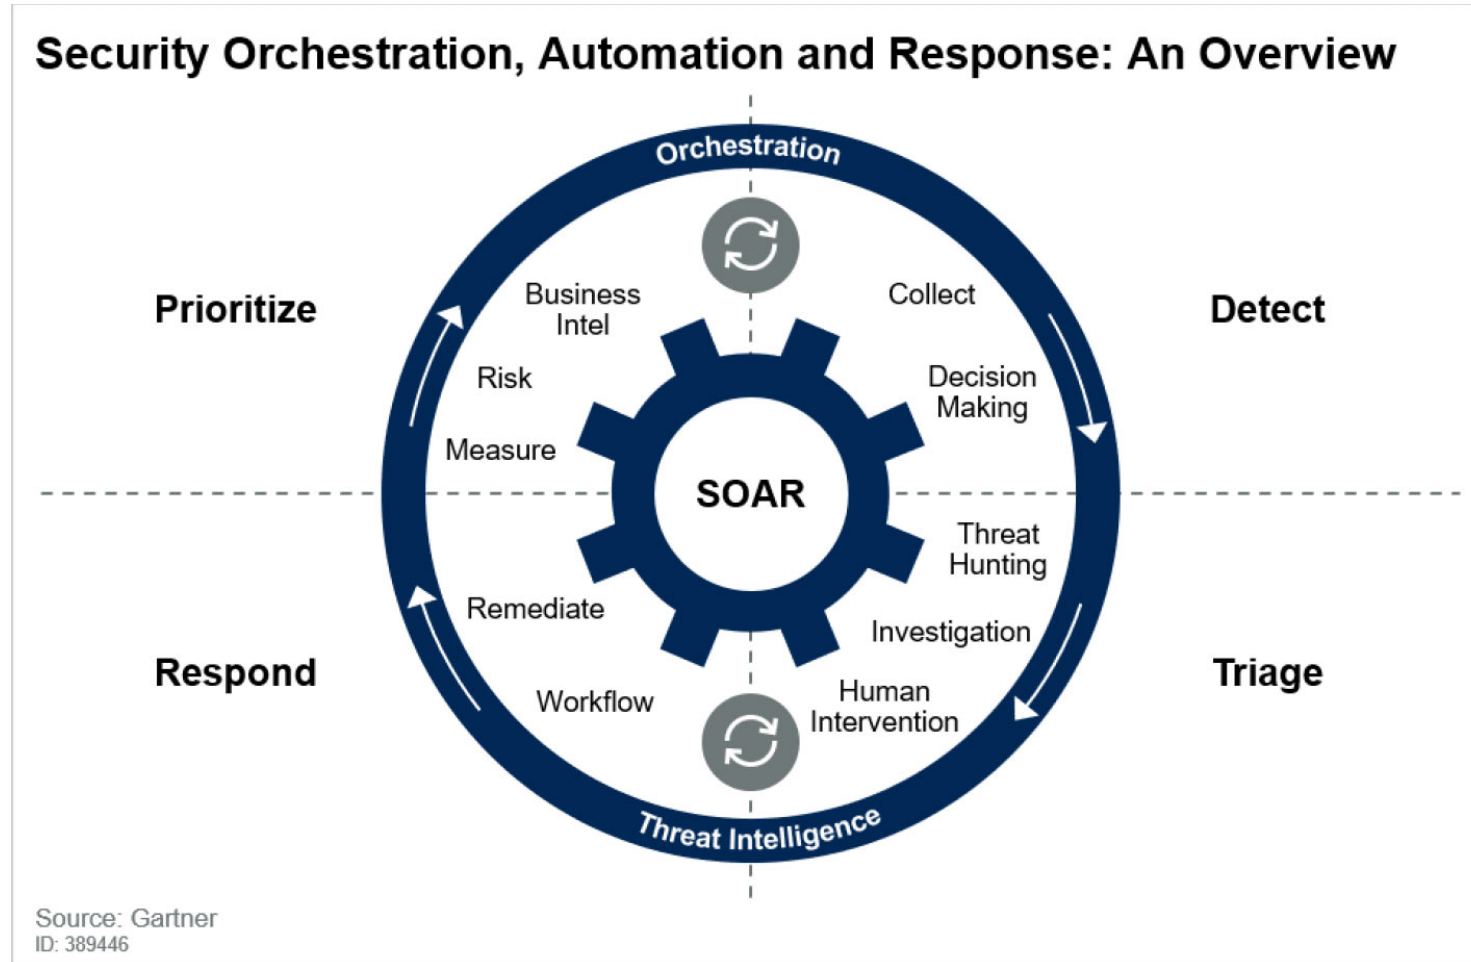 Security Orchestration, Automation and Response: An Overview
Orchestration
Prioritize
Business
Intel
Risk
Measure
Collect
Decision
Making
Detect
SOAR
Respond
Remediate
Workflow
Threat
Hunting
Investigation
Human
Intervention
Triage
Threat Intelligence
Source: Gartner
ID: 389446